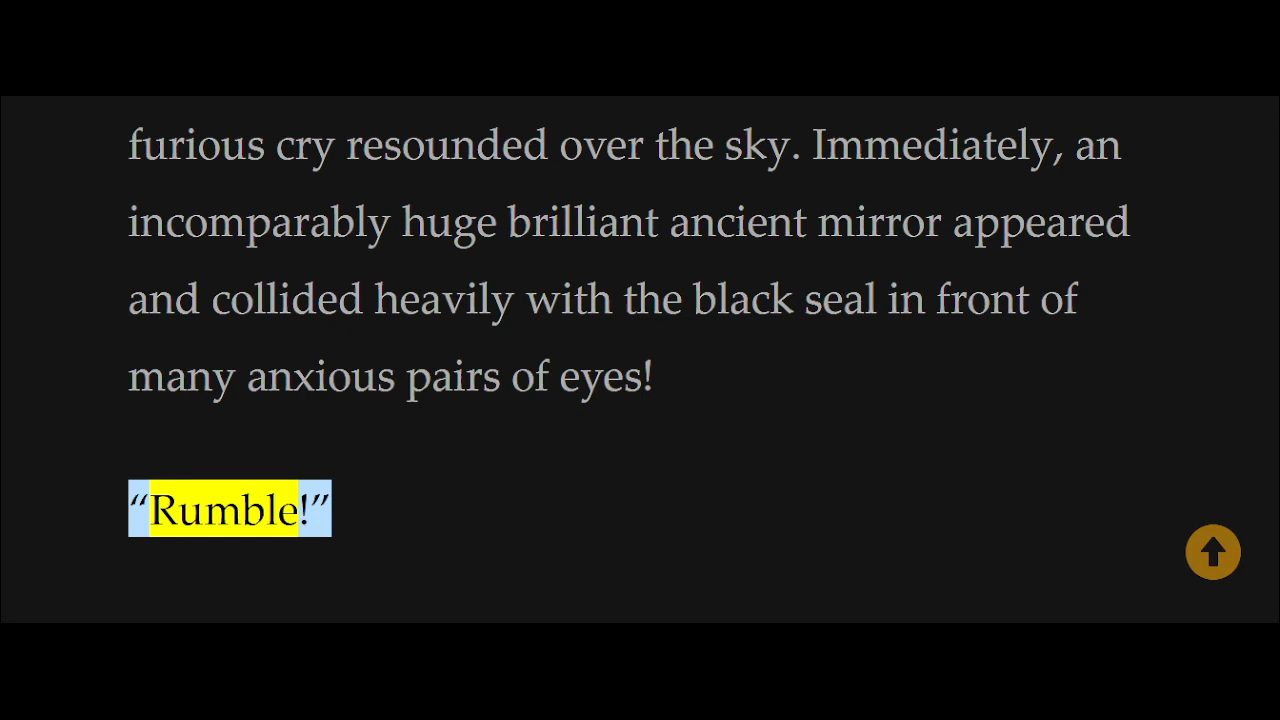 furious cry resounded over the sky. Immediately, an
incomparably huge brilliant ancient mirror appeared
and collided heavily with the black seal in front of
many anxious pairs of eyes!
“Rumble!”